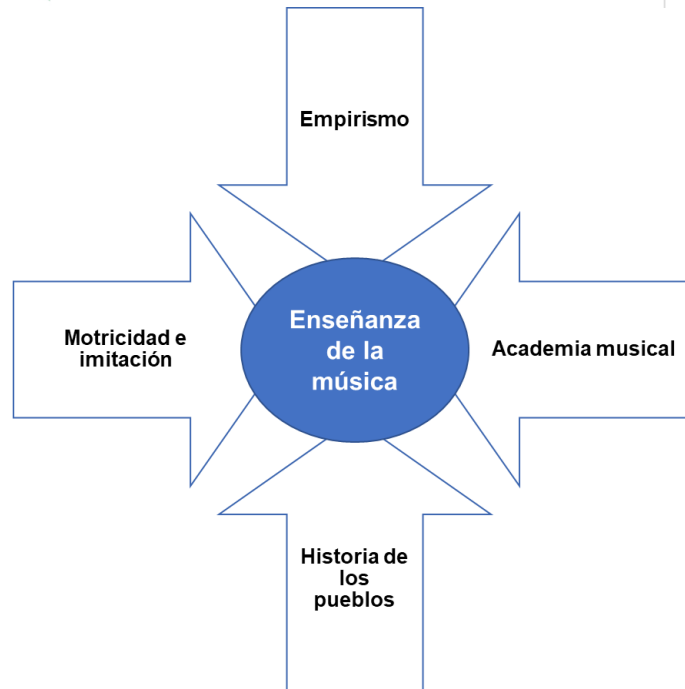 Empirismo
Motricidad e
imitación
Enseñanza
de la
música
Academia musical
Historia de
los
pueblos